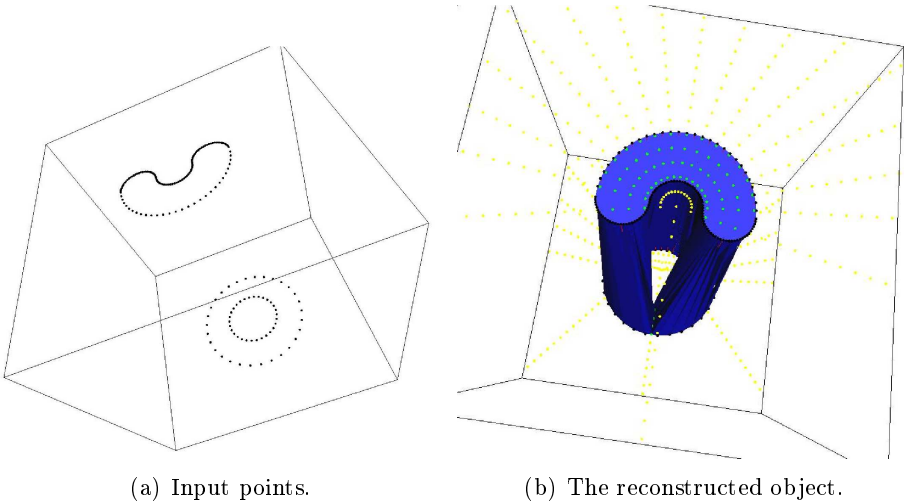 (a) Input points.
(b) The reconstructed object.